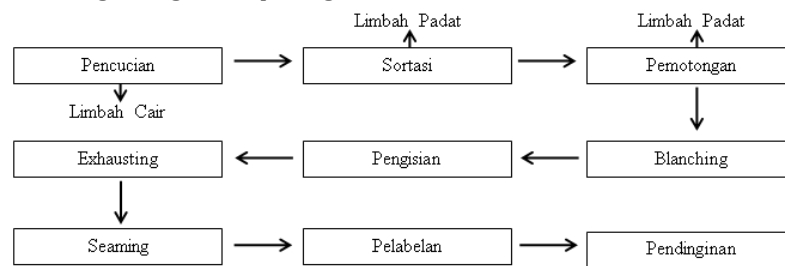 Limbah Padat
Limbah Padat
Pencucian
Sortasi
Pemotongan
Limbah Cair
Exhausting
Pengisian
Blanching
Seaming
Pelabelan
Pendinginan